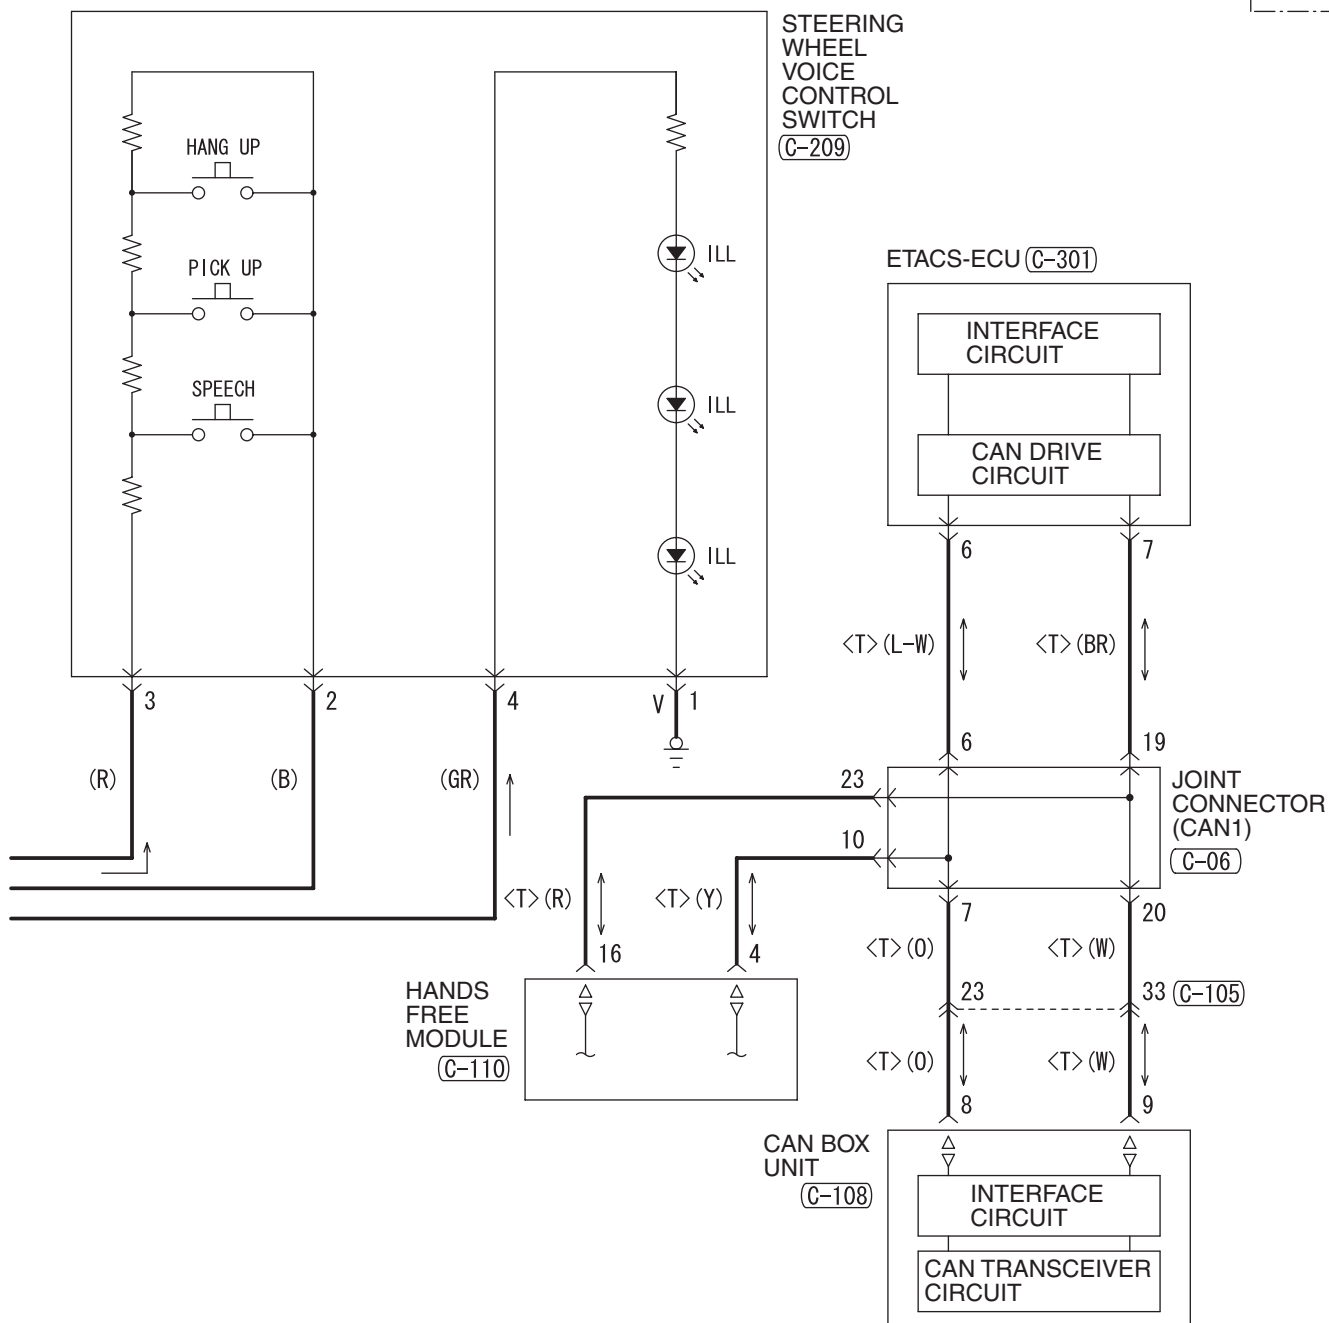 STEERING
WHEEL
VOICE
CONTROL
SWITCH
C-209
HANG UP
PICK UP
SPEECH
ILL
ILL
ILL
ETACS-ECU C-301
INTERFACE
CIRCUIT
CAN DRIVE
CIRCUIT
6 7
<T>(L-W) <T>(BR)
3 2 4 V 1
(R) (B) (GR)
6 19
23
10
JOINT
CONNECTOR
(CAN1)
C-06
<T>(R) <T>(Y)
7 20
<T>(O) <T>(W)
16 4
23 33 C-105
HANDS
FREE
MODULE
C-110
<T>(O) <T>(W)
8 9
CAN BOX
UNIT
C-108
INTERFACE
CIRCUIT
CAN TRANSCEIVER
CIRCUIT